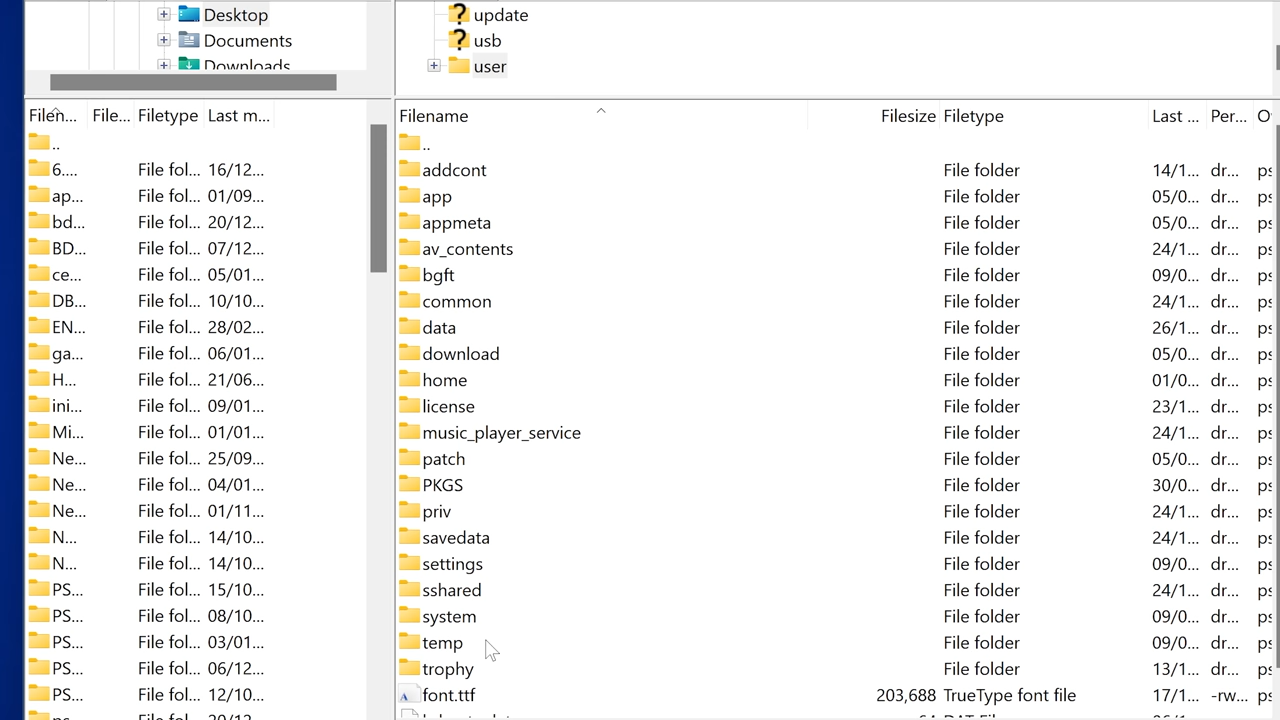 Desktop
Documents
Downloads
update
usb
user
Filen... File... Filetype Last m...
..
6.... File fol... 16/12...
ap... File fol... 01/09...
bd... File fol... 20/12...
BD... File fol... 07/12...
ce... File fol... 05/01...
DB... File fol... 10/10...
EN... File fol... 28/02...
ga... File fol... 06/01...
H... File fol... 21/06...
ini... File fol... 09/01...
Mi... File fol... 01/01...
Ne... File fol... 25/09...
Ne... File fol... 04/01...
Ne... File fol... 01/11...
N... File fol... 14/10...
N... File fol... 14/10...
PS... File fol... 15/10...
PS... File fol... 08/10...
PS... File fol... 03/01...
PS... File fol... 06/12...
PS... File fol... 12/10...
Filename Filesize Filetype Last ... Per... O
..
addcont File folder 14/1... dr... ps
app File folder 05/0... dr... ps
appmeta File folder 05/0... dr... ps
av_contents File folder 24/1... dr... ps
bgft File folder 09/0... dr... ps
common File folder 24/1... dr... ps
data File folder 26/1... dr... ps
download File folder 05/0... dr... ps
home File folder 01/0... dr... ps
license File folder 23/1... dr... ps
music_player_service File folder 24/1... dr... ps
patch File folder 05/0... dr... ps
PKGS File folder 30/0... dr... ps
priv File folder 24/1... dr... ps
savedata File folder 24/1... dr... ps
settings File folder 09/0... dr... ps
sshared File folder 24/1... dr... ps
system File folder 09/0... dr... ps
temp File folder 09/0... dr... ps
trophy File folder 13/1... dr... ps
font.ttf 203,688 TrueType font file 17/1... -rw... ps